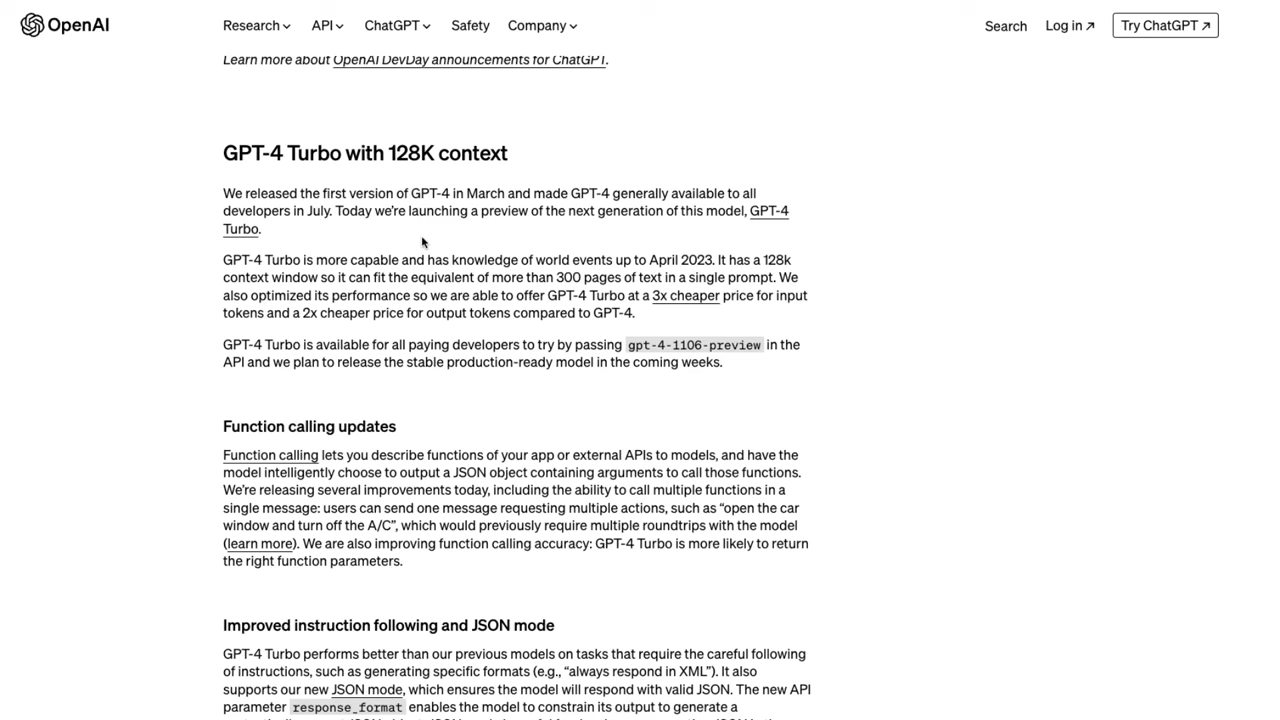 OpenAI
Research API ChatGPT Safety Company Search Log in ↗ Try ChatGPT ↗
Learn more about OpenAI DevDay announcements for ChatGPT.
GPT-4 Turbo with 128K context
We released the first version of GPT-4 in March and made GPT-4 generally available to all
developers in July. Today we're launching a preview of the next generation of this model, GPT-4
Turbo.
GPT-4 Turbo is more capable and has knowledge of world events up to April 2023. It has a 128k
context window so it can fit the equivalent of more than 300 pages of text in a single prompt. We
also optimized its performance so we are able to offer GPT-4 Turbo at a 3x cheaper price for input
tokens and a 2x cheaper price for output tokens compared to GPT-4.
GPT-4 Turbo is available for all paying developers to try by passing gpt-4-1106-preview in the
API and we plan to release the stable production-ready model in the coming weeks.
Function calling updates
Function calling lets you describe functions of your app or external APIs to models, and have the
model intelligently choose to output a JSON object containing arguments to call those functions.
We're releasing several improvements today, including the ability to call multiple functions in a
single message: users can send one message requesting multiple actions, such as “open the car
window and turn off the A/C”, which would previously require multiple roundtrips with the model
(learn more). We are also improving function calling accuracy: GPT-4 Turbo is more likely to return
the right function parameters.
Improved instruction following and JSON mode
GPT-4 Turbo performs better than our previous models on tasks that require the careful following
of instructions, such as generating specific formats (e.g., “always respond in XML”). It also
supports our new JSON mode, which ensures the model will respond with valid JSON. The new API
parameter response_format enables the model to constrain its output to generate a